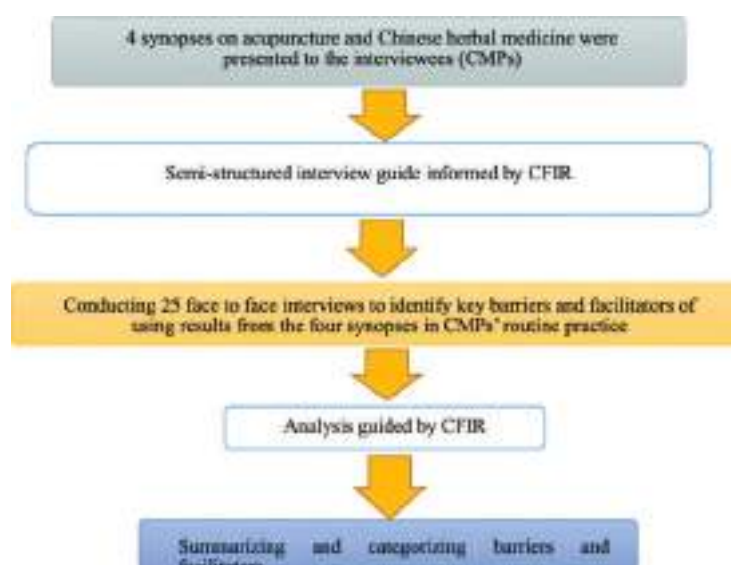 4 synopses on acupuncture and Chinese herbal medicine were
presented to the interviewees (CMPs)
Semi-structured interview guide informed by CFIR
Conducting 25 face to face interviews to identify key barriers and facilitators of
using results from the four synopses in CMPs' routine practice
Analysis guided by CFIR
Summarizing and categorizing barriers and